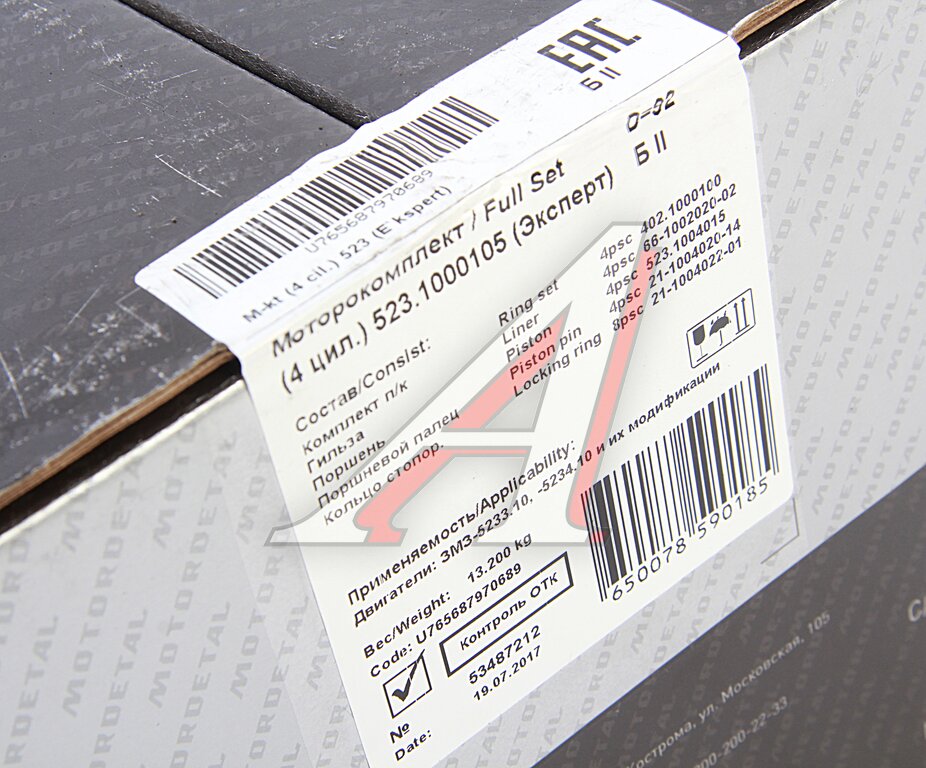 EAC
Б II
U765687970689
M-kt (4 cil.) 523 (E kspert)
Моторокомплект / Full Set
(4 цил.) 523.1000105 (Эксперт)
О=92
Б II
Состав/Consist:
Комплект п/к Ring set 4psc 402.1000100
Гильза Liner 4psc 66-1002020-02
Поршень Piston 4psc 523.1004015
Поршневой палец Piston pin 4psc 21-1004020-14
Кольцо стопор. Locking ring 8psc 21-1004022-01
Применяемость/Applicability:
Двигатели: ЗМЗ-5233.10, -5234.10 и их модификации
Вес/Weight: 13.200 kg
Code: U765687970689
Контроль ОТК
№ 53487212
Date: 19.07.2017
650078 590185
MOTORDETAL
Кострома, ул. Московская, 105